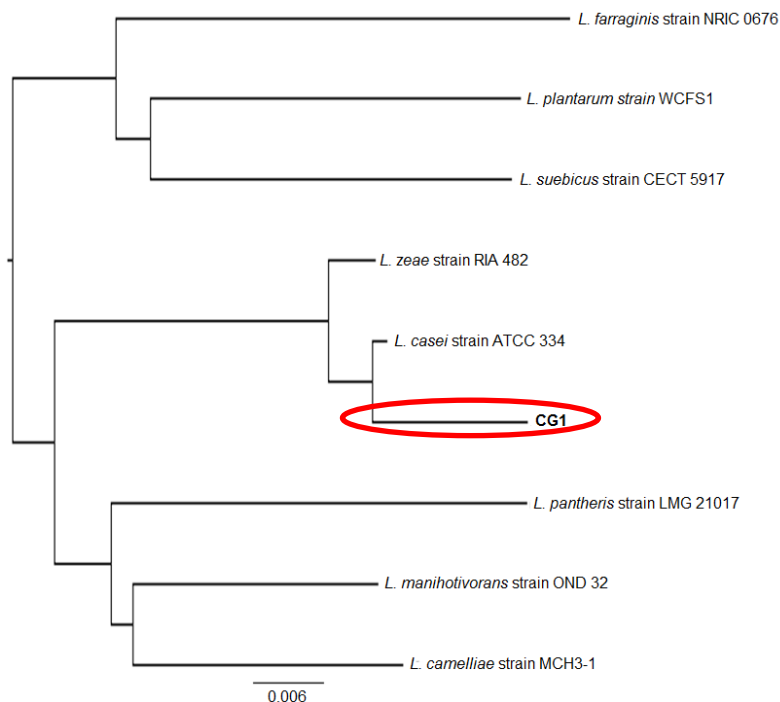 L. farraginis strain NRIC 0676
L. plantarum strain WCFS1
L. suebicus strain CECT 5917
L. zeae strain RIA 482
L. casei strain ATCC 334
CG1
L. pantheris strain LMG 21017
L. manihotivorans strain OND 32
L. camelliae strain MCH3-1
0.006